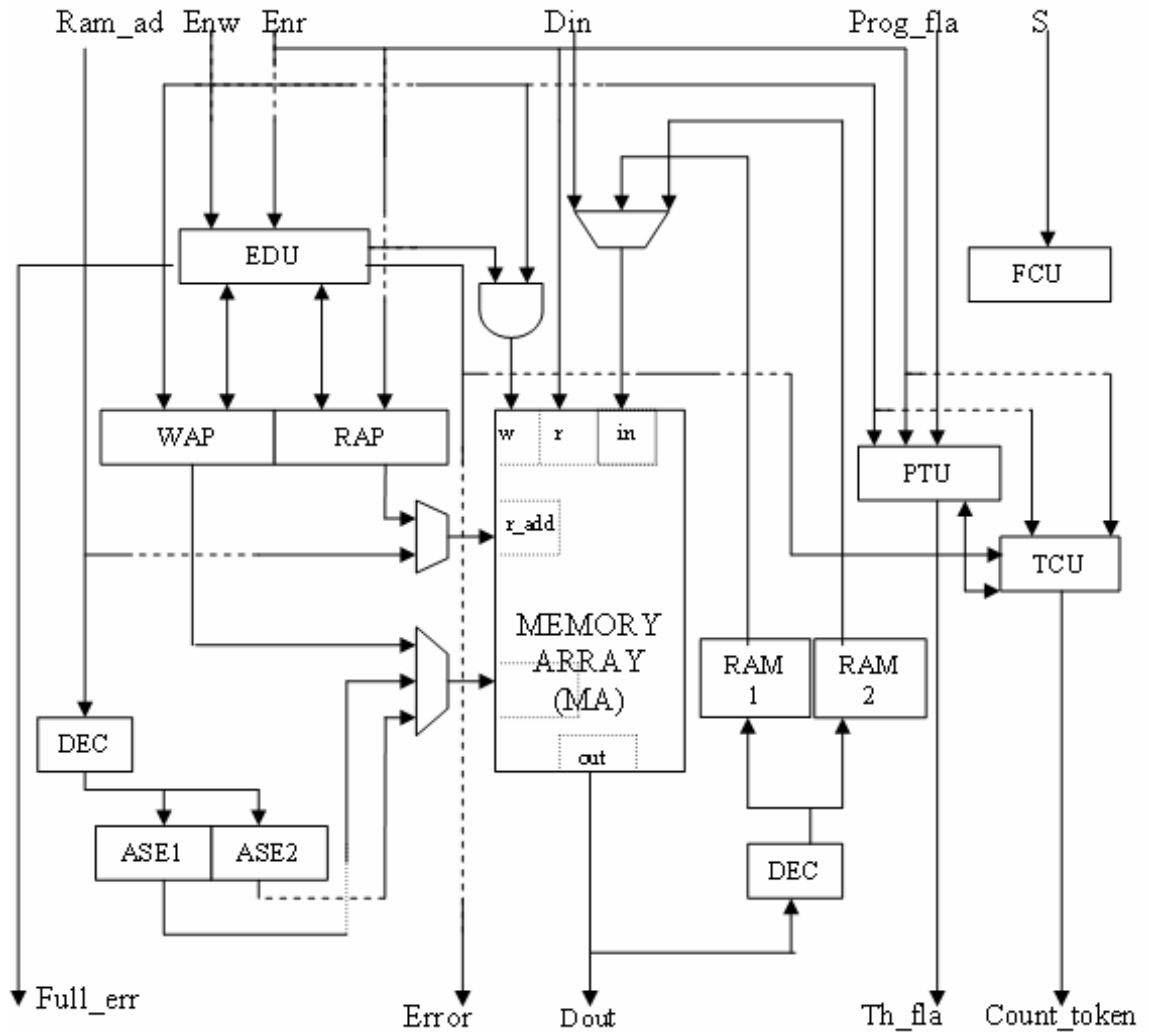 Ram_ad Enw Enr Din Prog_fla S
EDU
FCU
WAP RAP
w r in
PTU
r_add
TCU
MEMORY
ARRAY
(MA)
RAM
1
RAM
2
DEC
out
ASE1 ASE2
DEC
Full_err
Error
Dout
Th_fla
Count_token